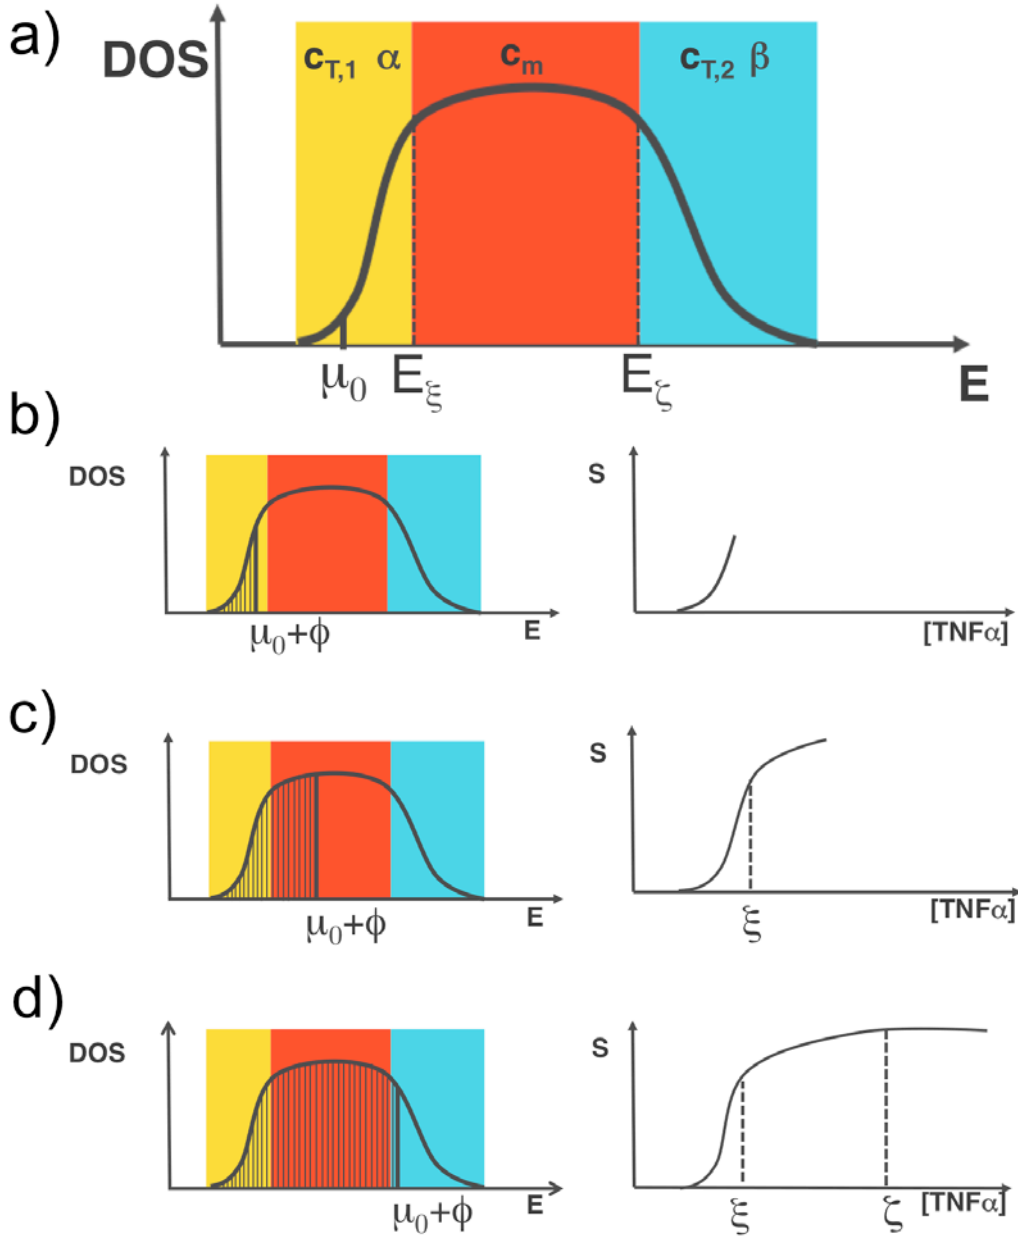 a)
DOS
c_T,1 α
c_m
c_T,2 β
μ₀
E_ξ
E_ζ
E
b)
DOS
μ₀+ϕ
E
S
[TNFα]
c)
DOS
μ₀+ϕ
E
S
ξ
[TNFα]
d)
DOS
μ₀+ϕ
E
S
ξ
ζ
[TNFα]